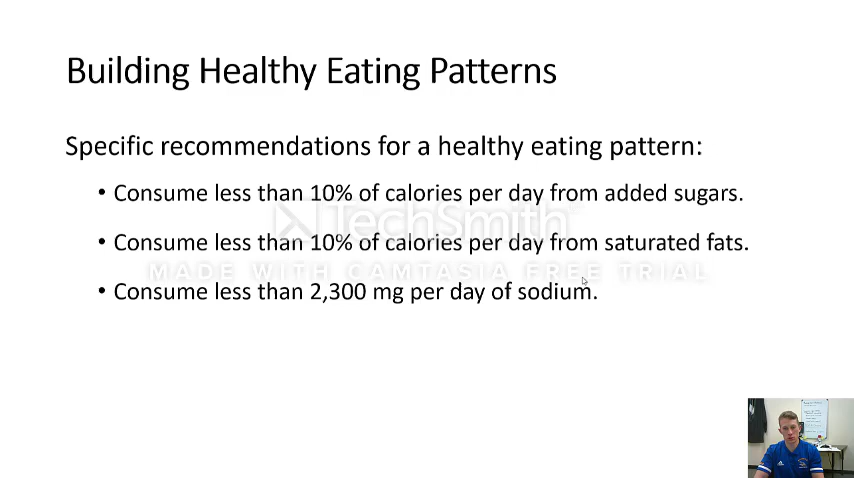 Building Healthy Eating Patterns
Specific recommendations for a healthy eating pattern:
• Consume less than 10% of calories per day from added sugars.
TechSmith
• Consume less than 10% of calories per day from saturated fats.
MADE WITH CAMTASIA FREE TRIAL
• Consume less than 2,300 mg per day of sodium.